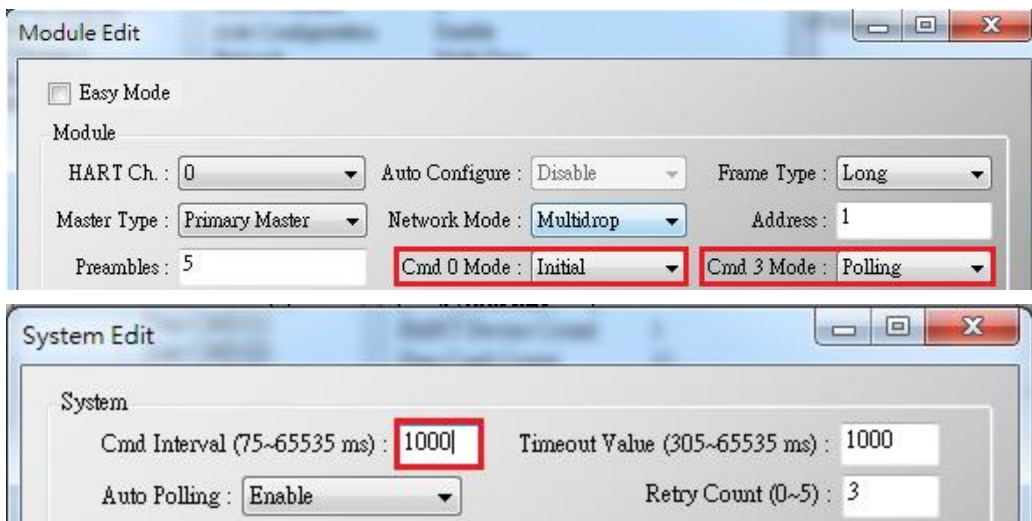 Module Edit
Easy Mode
Module
HART Ch. : 0 Auto Configure : Disable Frame Type : Long
Master Type : Primary Master Network Mode : Multidrop Address : 1
Preambles : 5 Cmd 0 Mode : Initial Cmd 3 Mode : Polling
System Edit
System
Cmd Interval (75~65535 ms) : 1000 Timeout Value (305~65535 ms) : 1000
Auto Polling : Enable Retry Count (0~5) : 3